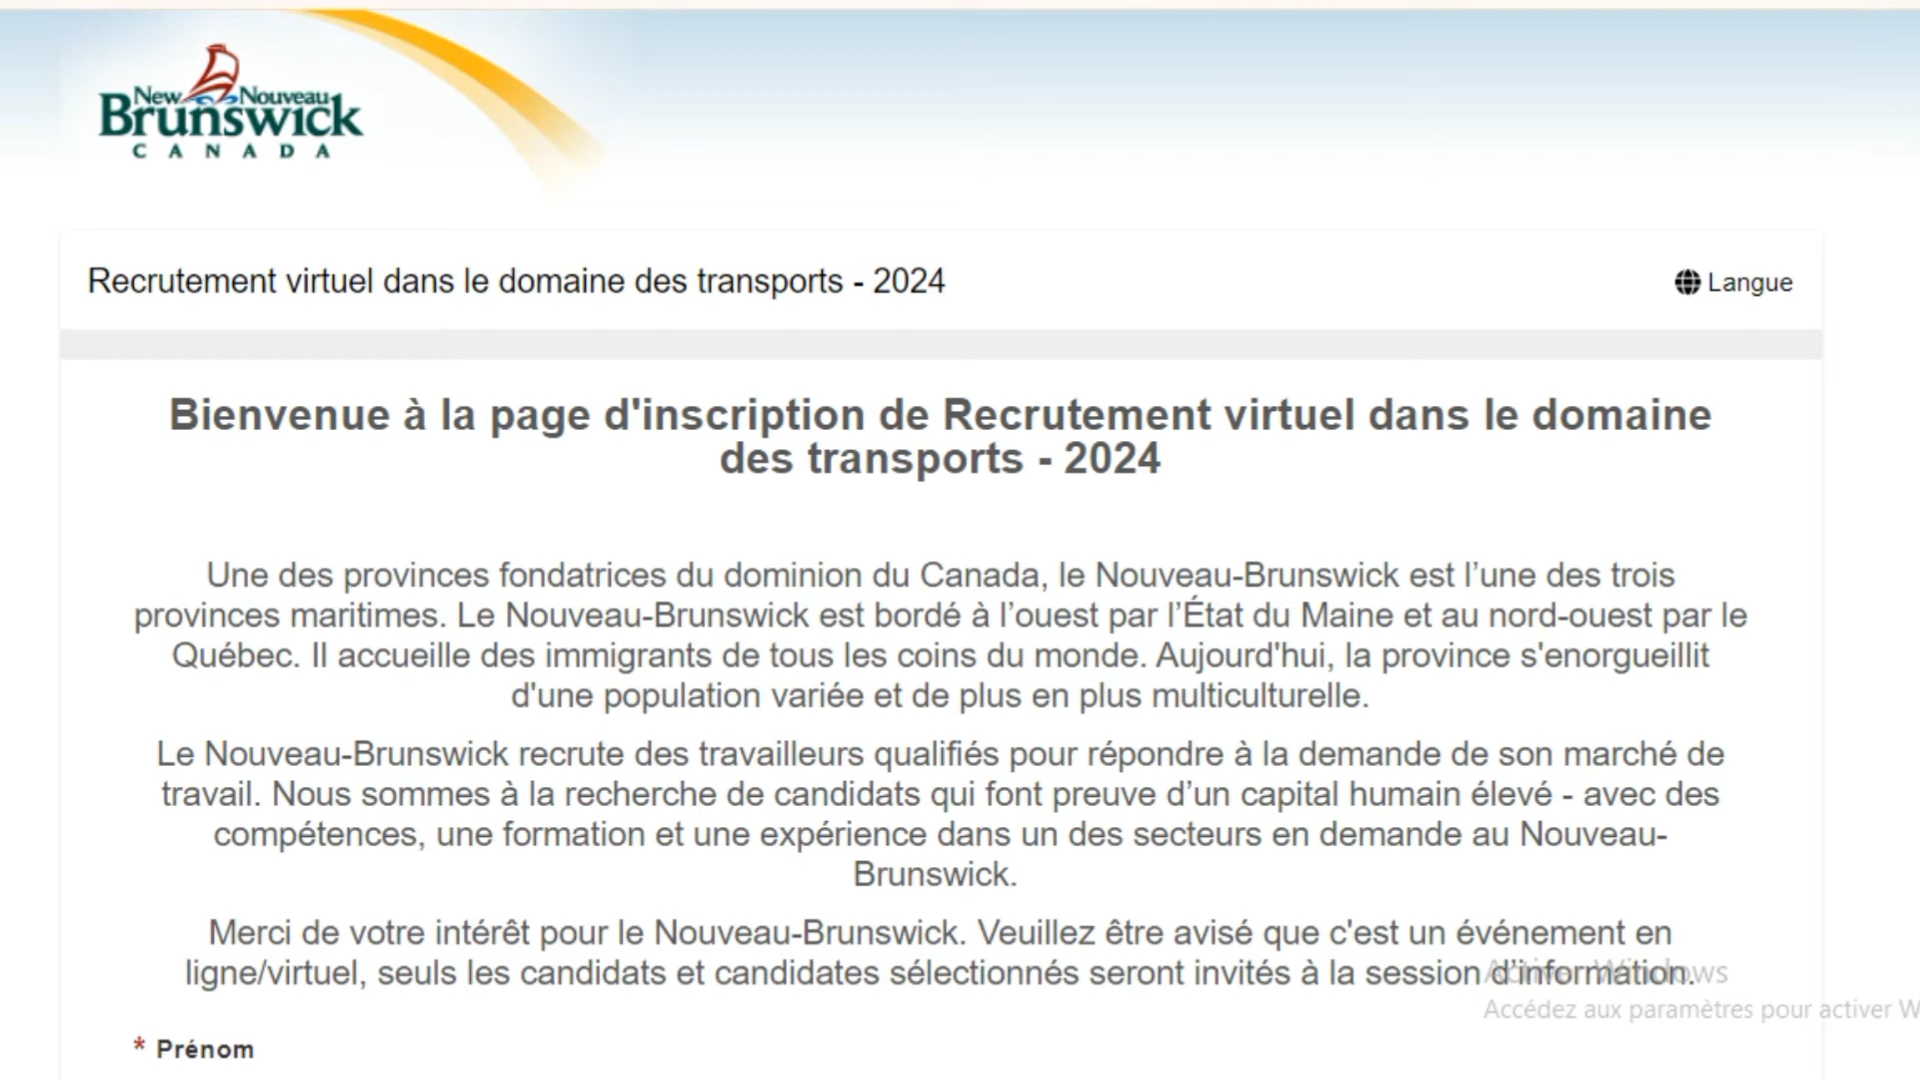 New Nouveau
Brunswick
CANADA
Recrutement virtuel dans le domaine des transports - 2024
Langue
Bienvenue à la page d'inscription de Recrutement virtuel dans le domaine
des transports - 2024
Une des provinces fondatrices du dominion du Canada, le Nouveau-Brunswick est l’une des trois
provinces maritimes. Le Nouveau-Brunswick est bordé à l’ouest par l’État du Maine et au nord-ouest par le
Québec. Il accueille des immigrants de tous les coins du monde. Aujourd'hui, la province s'enorgueillit
d'une population variée et de plus en plus multiculturelle.
Le Nouveau-Brunswick recrute des travailleurs qualifiés pour répondre à la demande de son marché de
travail. Nous sommes à la recherche de candidats qui font preuve d’un capital humain élevé - avec des
compétences, une formation et une expérience dans un des secteurs en demande au Nouveau-
Brunswick.
Merci de votre intérêt pour le Nouveau-Brunswick. Veuillez être avisé que c'est un événement en
ligne/virtuel, seuls les candidats et candidates sélectionnés seront invités à la session d’information.
Activer Windows
Accédez aux paramètres pour activer W
* Prénom